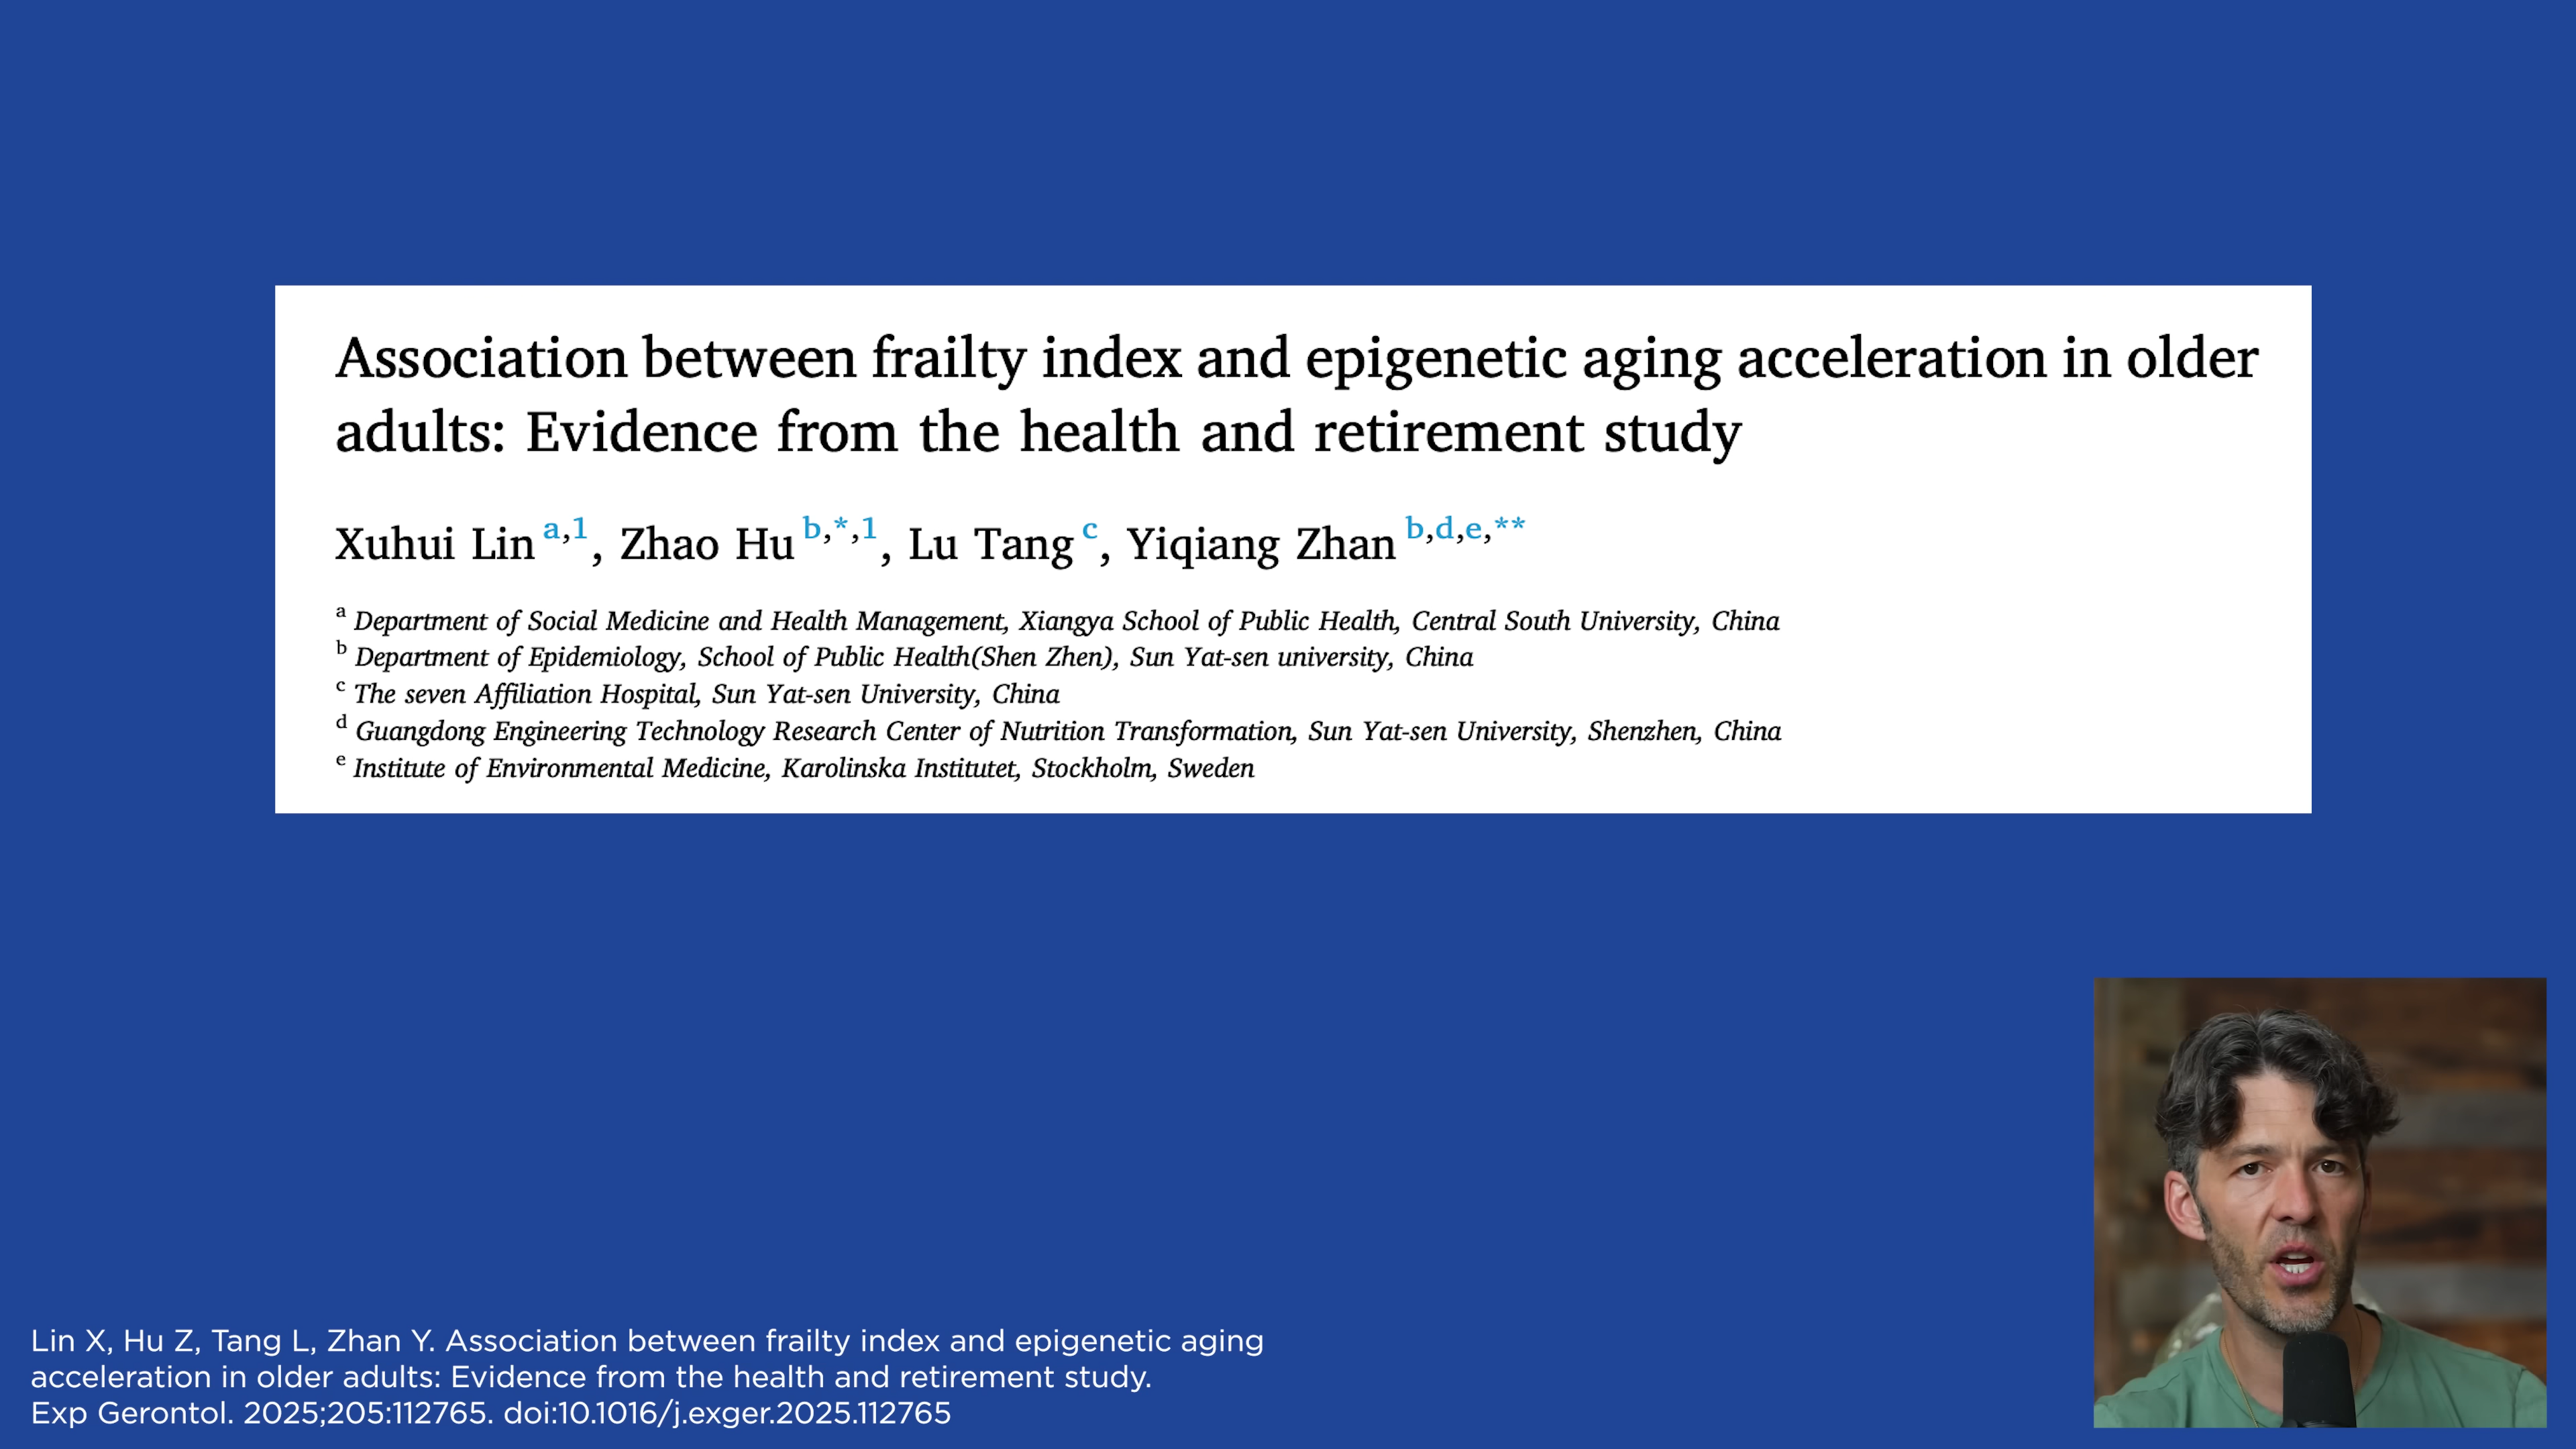 Association between frailty index and epigenetic aging acceleration in older
adults: Evidence from the health and retirement study
Xuhui Lin a,1, Zhao Hu b,*,1, Lu Tang c, Yiqiang Zhan b,d,e,**
a Department of Social Medicine and Health Management, Xiangya School of Public Health, Central South University, China
b Department of Epidemiology, School of Public Health(Shen Zhen), Sun Yat-sen university, China
c The seven Affiliation Hospital, Sun Yat-sen University, China
d Guangdong Engineering Technology Research Center of Nutrition Transformation, Sun Yat-sen University, Shenzhen, China
e Institute of Environmental Medicine, Karolinska Institutet, Stockholm, Sweden
Lin X, Hu Z, Tang L, Zhan Y. Association between frailty index and epigenetic aging
acceleration in older adults: Evidence from the health and retirement study.
Exp Gerontol. 2025;205:112765. doi:10.1016/j.exger.2025.112765